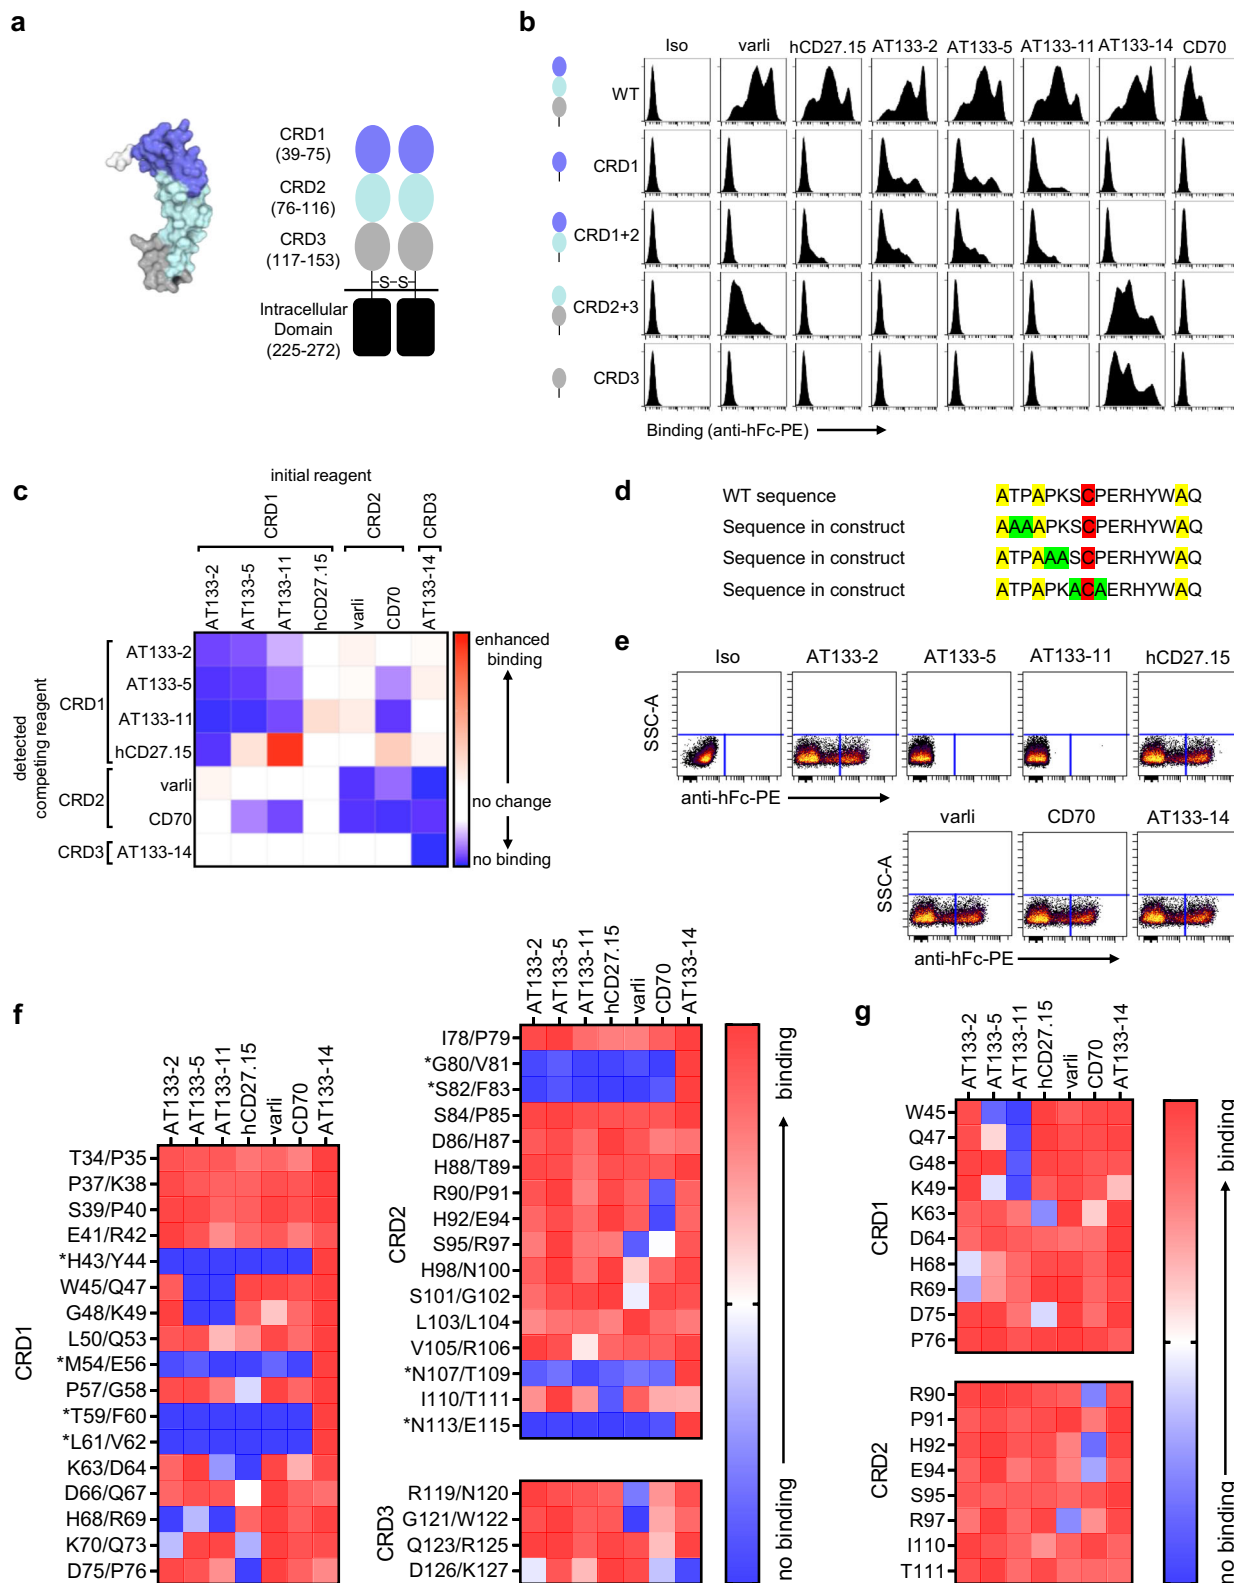 a
CRD1
(39-75)
CRD2
(76-116)
CRD3
(117-153)
S S
Intracellular
Domain
(225-272)
b
Iso varli hCD27.15 AT133-2 AT133-5 AT133-11 AT133-14 CD70
WT
CRD1
CRD1+2
CRD2+3
CRD3
Binding (anti-hFc-PE)
c
initial reagent
CRD1 CRD2 CRD3
AT133-2 AT133-5 AT133-11 hCD27.15 varli CD70 AT133-14
detected
competing reagent
CRD1
CRD2
CRD3
AT133-2
AT133-5
AT133-11
hCD27.15
varli
CD70
AT133-14
enhanced
binding
no change
no binding
d
WT sequence ATPAPKSCPERHYWAQ
Sequence in construct AAAAPKSCPERHYWAQ
Sequence in construct ATPAAASCPERHYWAQ
Sequence in construct ATPAPKACAERHYWAQ
e
Iso AT133-2 AT133-5 AT133-11 hCD27.15
SSC-A
anti-hFc-PE
varli CD70 AT133-14
SSC-A
anti-hFc-PE
f
AT133-2 AT133-5 AT133-11 hCD27.15 varli CD70 AT133-14
CRD1
T34/P35
P37/K38
S39/P40
E41/R42
*H43/Y44
W45/Q47
G48/K49
L50/Q53
*M54/E56
P57/G58
*T59/F60
*L61/V62
K63/D64
D66/Q67
H68/R69
K70/Q73
D75/P76
AT133-2 AT133-5 AT133-11 hCD27.15 varli CD70 AT133-14
CRD2
I78/P79
*G80/V81
*S82/F83
S84/P85
D86/H87
H88/T89
R90/P91
H92/E94
S95/R97
H98/N100
S101/G102
L103/L104
V105/R106
*N107/T109
I110/T111
*N113/E115
CRD3
R119/N120
G121/W122
Q123/R125
D126/K127
binding
no binding
g
AT133-2 AT133-5 AT133-11 hCD27.15 varli CD70 AT133-14
CRD1
W45
Q47
G48
K49
K63
D64
H68
R69
D75
P76
CRD2
R90
P91
H92
E94
S95
R97
I110
T111
binding
no binding